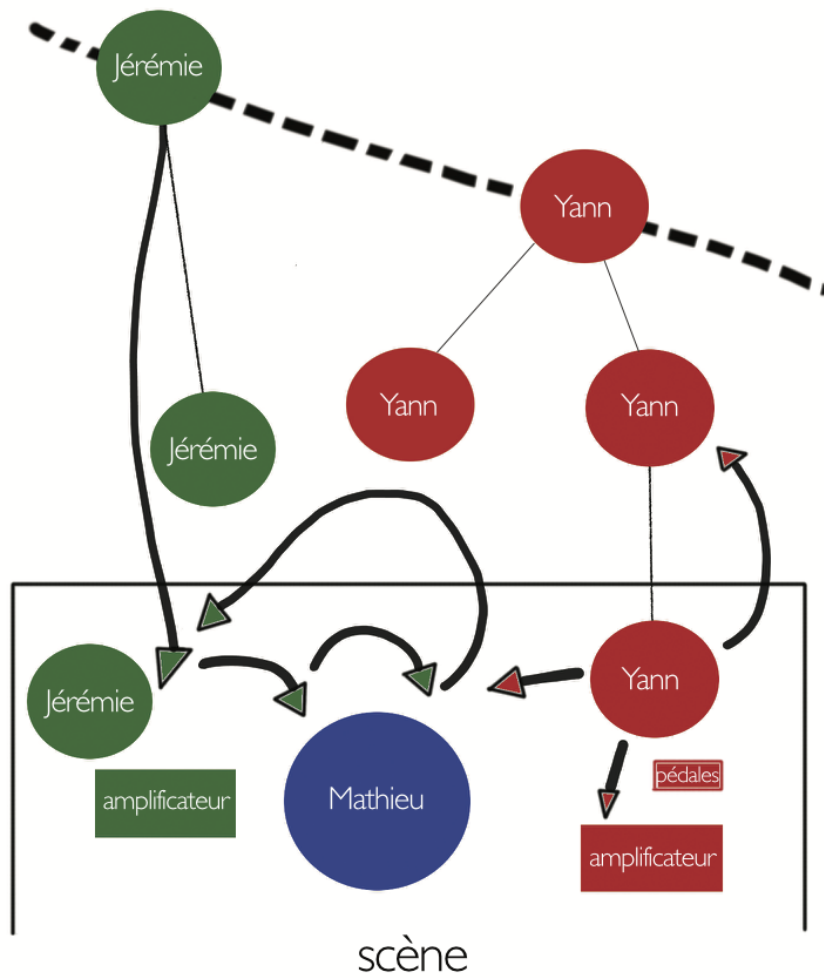 Jérémie
Yann
Yann
Yann
Jérémie
Yann
Jérémie
pédales
amplificateur
Mathieu
amplificateur
scène